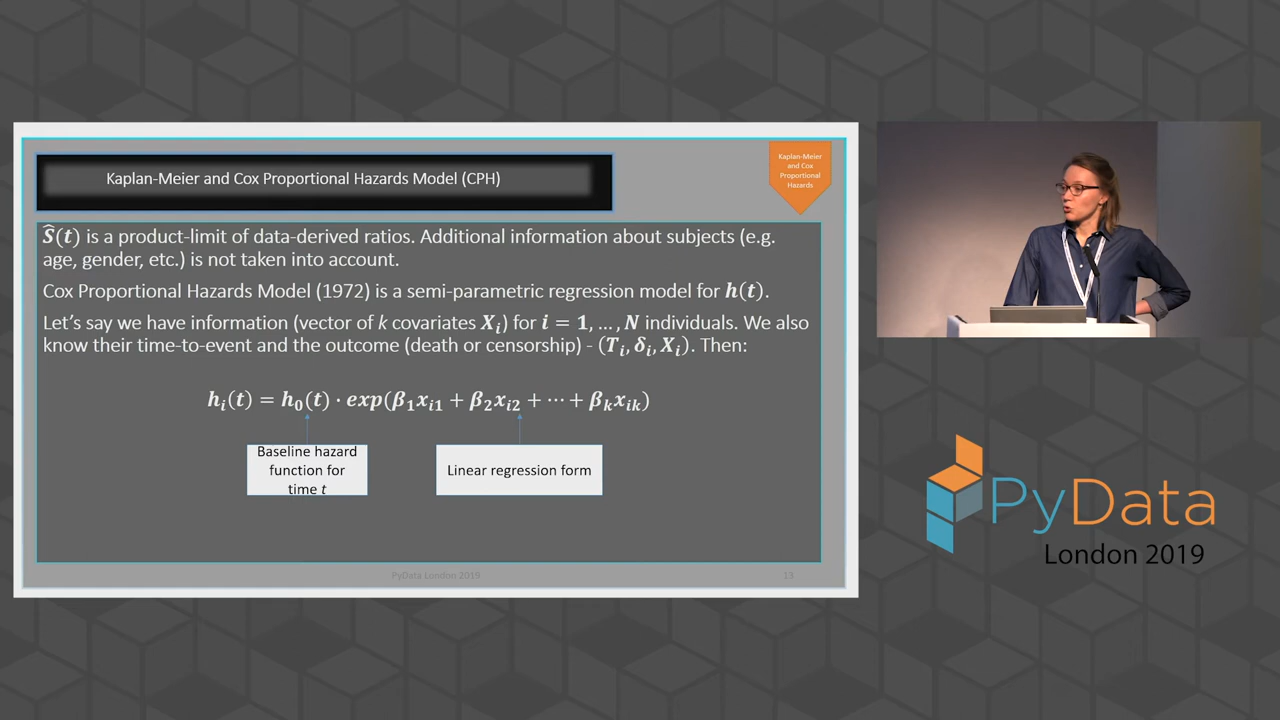 Kaplan-Meier and Cox Proportional Hazards Model (CPH)
Kaplan-Meier
and Cox
Proportional
Hazards
Ŝ(t) is a product-limit of data-derived ratios. Additional information about subjects (e.g.
age, gender, etc.) is not taken into account.
Cox Proportional Hazards Model (1972) is a semi-parametric regression model for h(t).
Let's say we have information (vector of k covariates Xᵢ) for i = 1, … , N individuals. We also
know their time-to-event and the outcome (death or censorship) - (Tᵢ, δᵢ, Xᵢ). Then:
hᵢ(t) = h₀(t) · exp(β₁xᵢ₁ + β₂xᵢ₂ + ⋯ + βₖxᵢₖ)
Baseline hazard
function for
time t
Linear regression form
PyData London 2019
13
PyData
London 2019